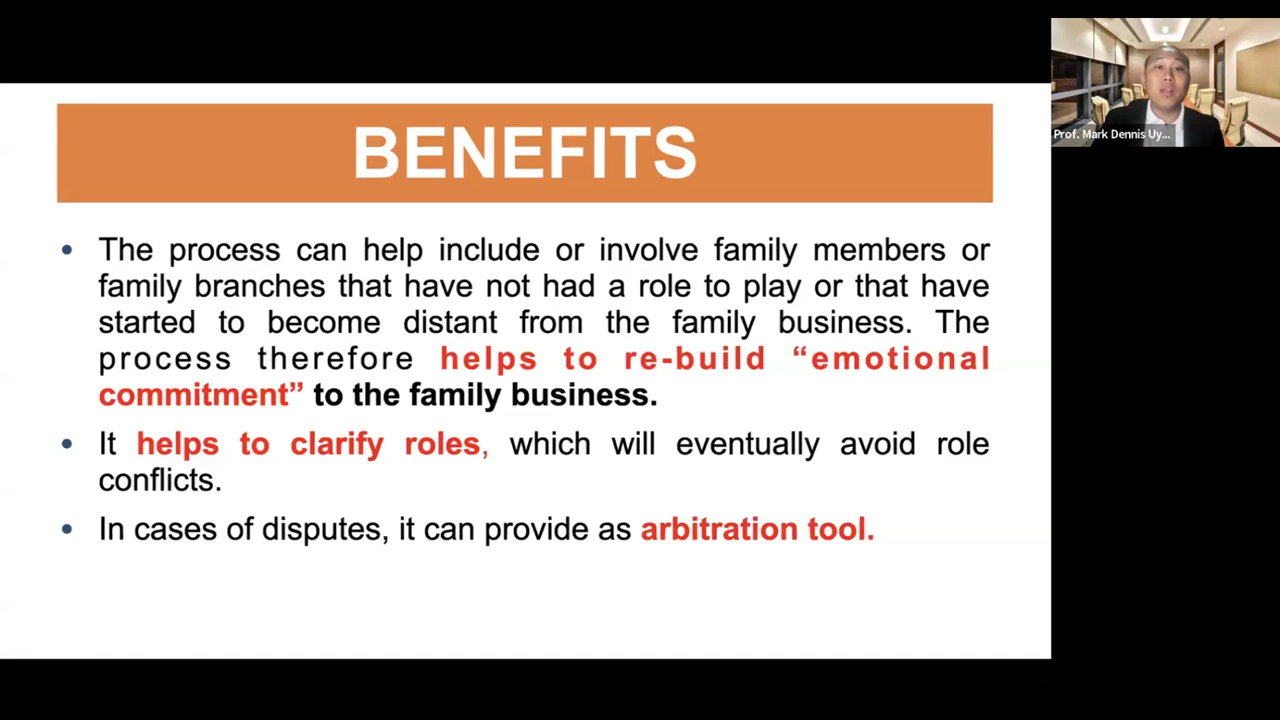 BENEFITS
• The process can help include or involve family members or
family branches that have not had a role to play or that have
started to become distant from the family business. The
process therefore helps to re-build “emotional
commitment” to the family business.
• It helps to clarify roles, which will eventually avoid role
conflicts.
• In cases of disputes, it can provide as arbitration tool.
Prof. Mark Dennis Uy...